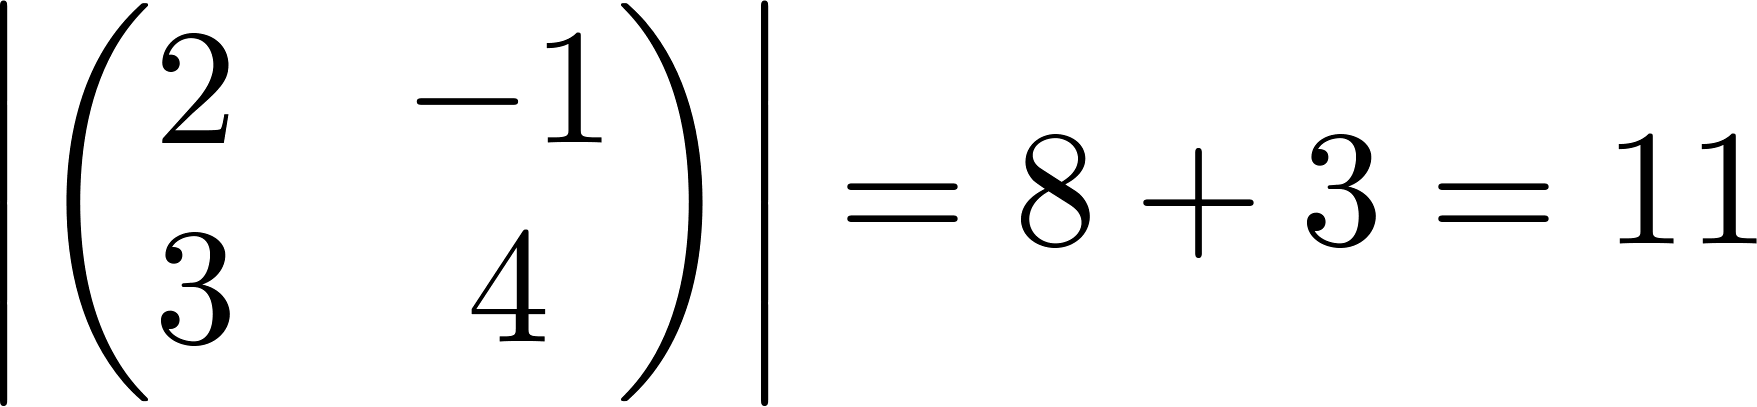 |(2 −1
3 4)| = 8 + 3 = 11